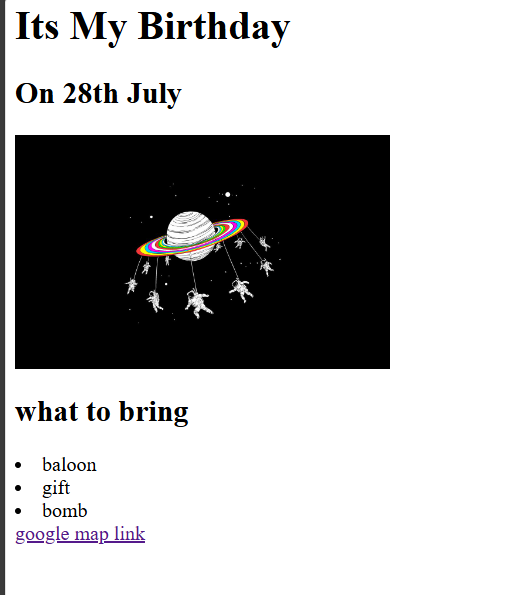 Its My Birthday
On 28th July
what to bring
baloon
gift
bomb
google map link